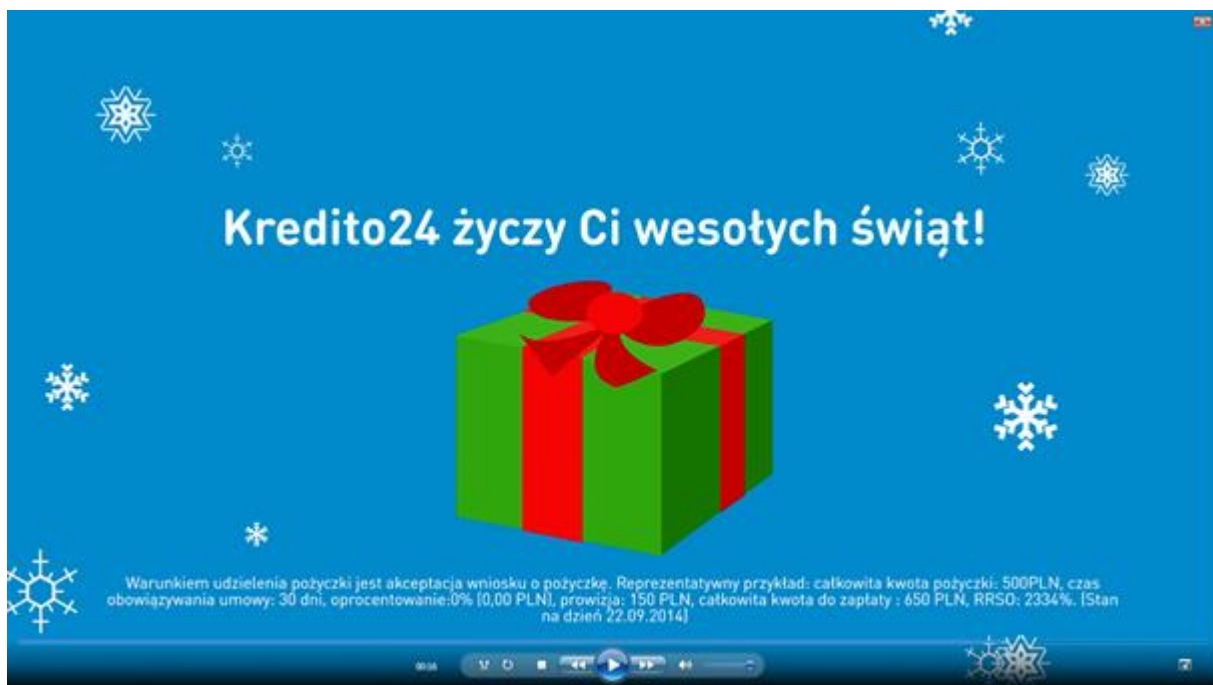 Kredito24 życzy Ci wesołych świąt!
Warunkiem udzielenia pożyczki jest akceptacja wniosku o pożyczkę. Reprezentatywny przykład: całkowita kwota pożyczki: 500PLN, czas
obowiązywania umowy: 30 dni, oprocentowanie:0% (0,00 PLN), prowizja: 150 PLN, całkowita kwota do zapłaty : 650 PLN, RRSO: 2334%. (Stan
na dzień 22.09.2014)